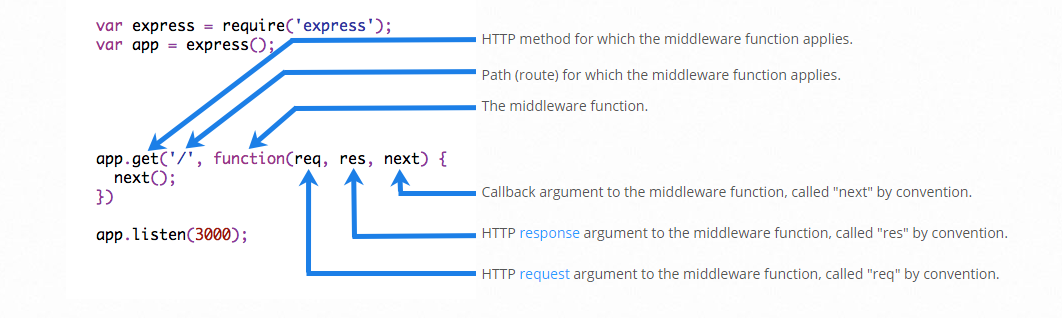 var express = require('express');
var app = express();
HTTP method for which the middleware function applies.
Path (route) for which the middleware function applies.
The middleware function.
app.get('/', function(req, res, next) {
next();
})
Callback argument to the middleware function, called "next" by convention.
app.listen(3000);
HTTP response argument to the middleware function, called "res" by convention.
HTTP request argument to the middleware function, called "req" by convention.